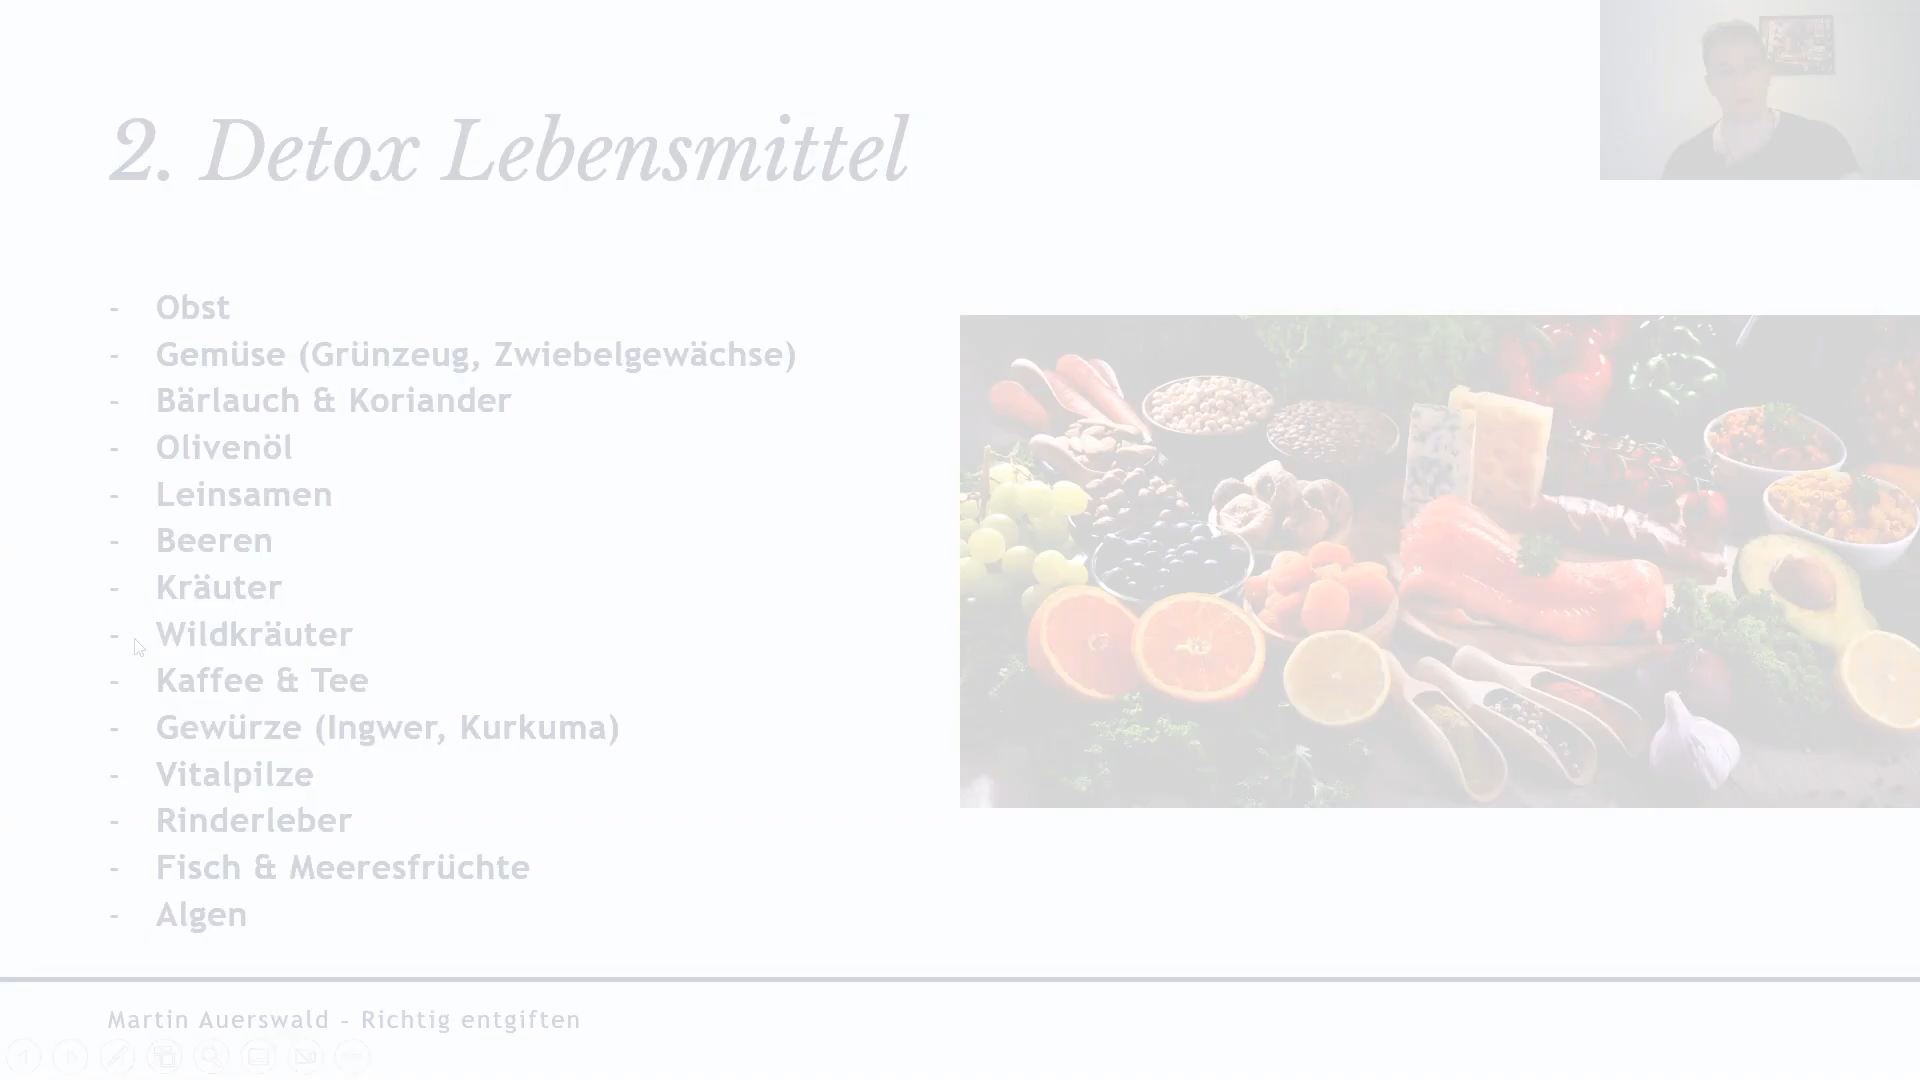 2. Detox Lebensmittel
- Obst
- Gemüse (Grünzeug, Zwiebelgewächse)
- Bärlauch & Koriander
- Olivenöl
- Leinsamen
- Beeren
- Kräuter
- Wildkräuter
- Kaffee & Tee
- Gewürze (Ingwer, Kurkuma)
- Vitalpilze
- Rinderleber
- Fisch & Meeresfrüchte
- Algen
Martin Auerswald – Richtig entgiften